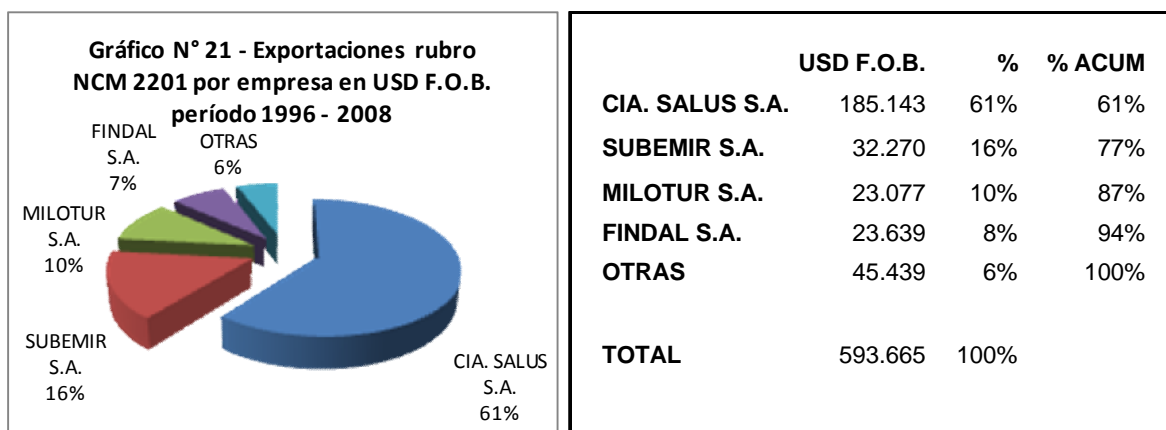 Gráfico N° 21 - Exportaciones rubro
NCM 2201 por empresa en USD F.O.B.
período 1996 - 2008
FINDAL
S.A.
7%
OTRAS
6%
MILOTUR
S.A.
10%
SUBEMIR
S.A.
16%
CIA. SALUS
S.A.
61%
USD F.O.B. % % ACUM
CIA. SALUS S.A. 185.143 61% 61%
SUBEMIR S.A. 32.270 16% 77%
MILOTUR S.A. 23.077 10% 87%
FINDAL S.A. 23.639 8% 94%
OTRAS 45.439 6% 100%
TOTAL 593.665 100%